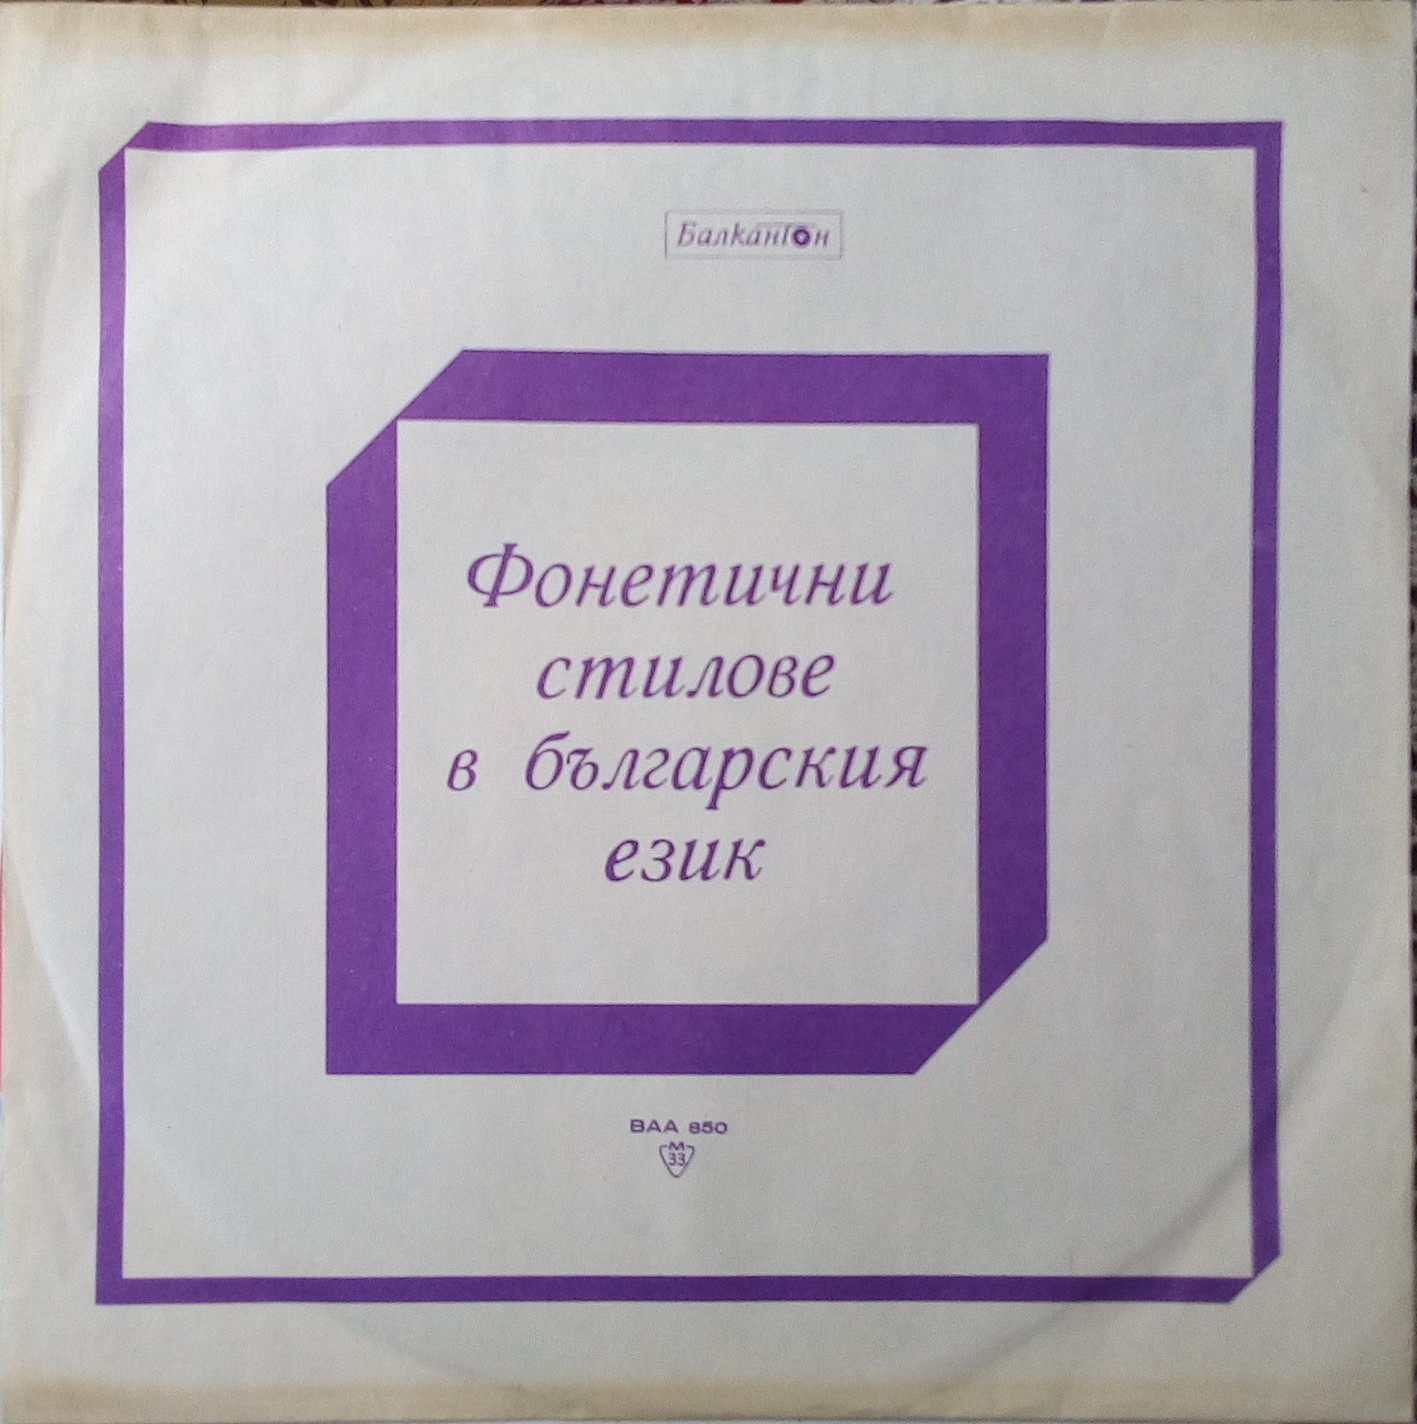 Балкантон
Фонетични
стилове
в българския
език
ВАА 850
М
33